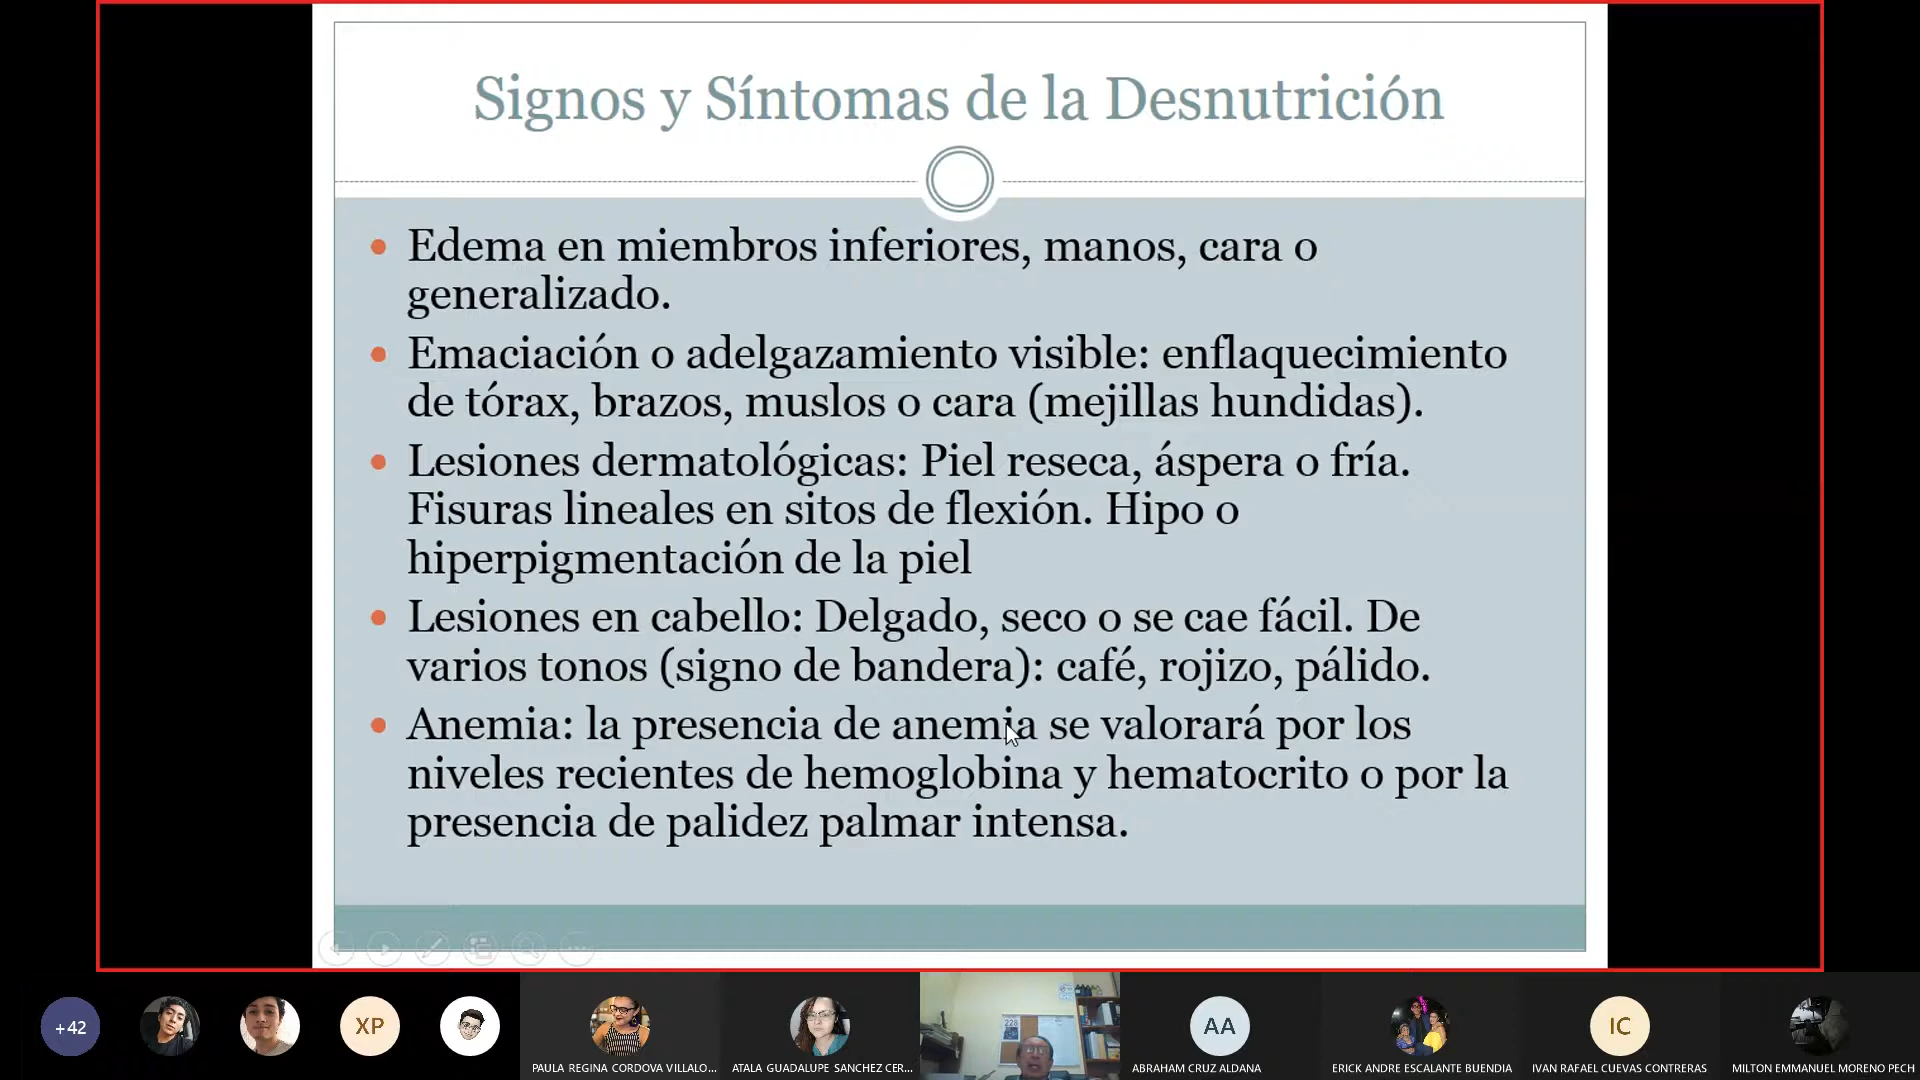 Signos y Síntomas de la Desnutrición
Edema en miembros inferiores, manos, cara o
generalizado.
Emaciación o adelgazamiento visible: enflaquecimiento
de tórax, brazos, muslos o cara (mejillas hundidas).
Lesiones dermatológicas: Piel reseca, áspera o fría.
Fisuras lineales en sitos de flexión. Hipo o
hiperpigmentación de la piel
Lesiones en cabello: Delgado, seco o se cae fácil. De
varios tonos (signo de bandera): café, rojizo, pálido.
Anemia: la presencia de anemia se valorará por los
niveles recientes de hemoglobina y hematocrito o por la
presencia de palidez palmar intensa.
+42
XP
AA
IC
228
PAULA REGINA CORDOVA VILLALO...
ATALA GUADALUPE SANCHEZ CER...
ABRAHAM CRUZ ALDANA
ERICK ANDRE ESCALANTE BUENDIA
IVAN RAFAEL CUEVAS CONTRERAS
MILTON EMMANUEL MORENO PECH